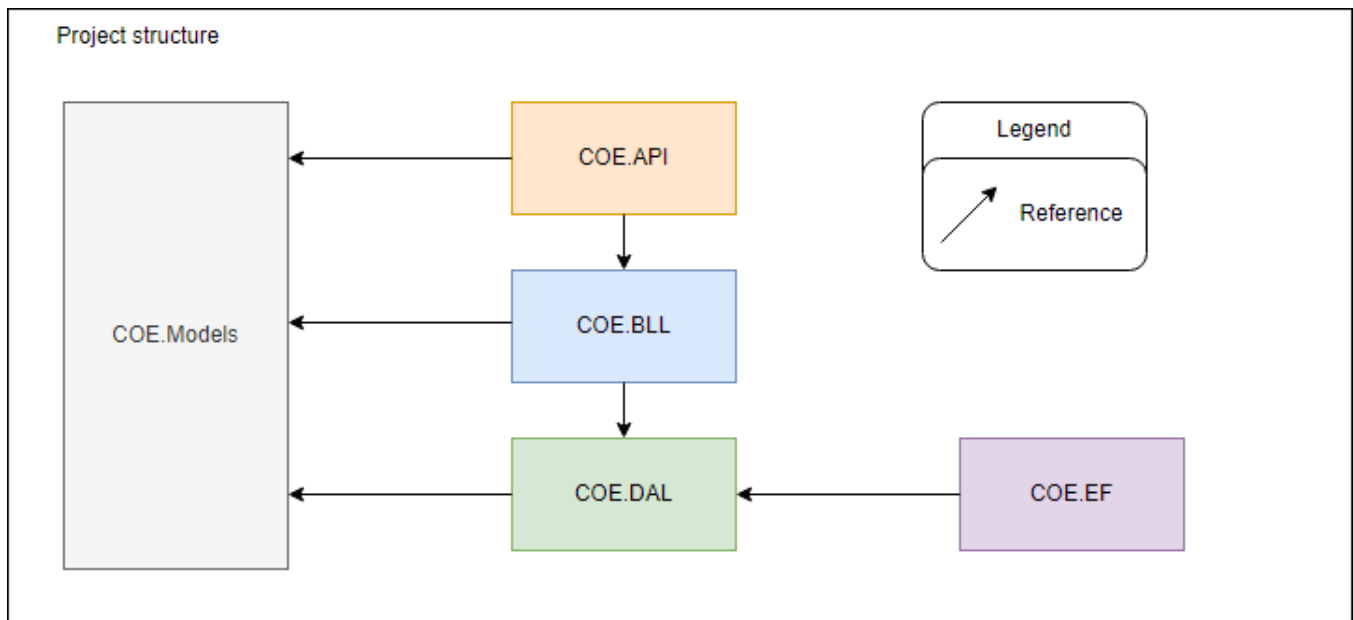 Project structure
COE.API
Legend
Reference
COE.Models
COE.BLL
COE.DAL
COE.EF